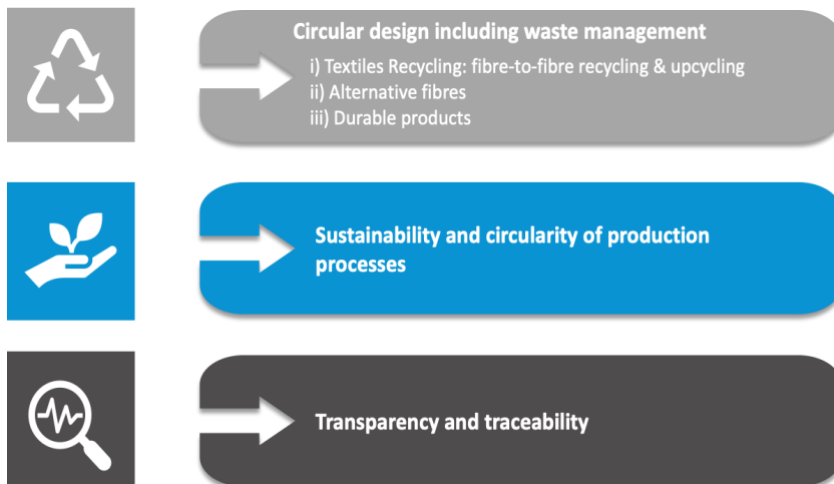 Circular design including waste management
i) Textiles Recycling: fibre-to-fibre recycling & upcycling
ii) Alternative fibres
iii) Durable products
Sustainability and circularity of production
processes
Transparency and traceability